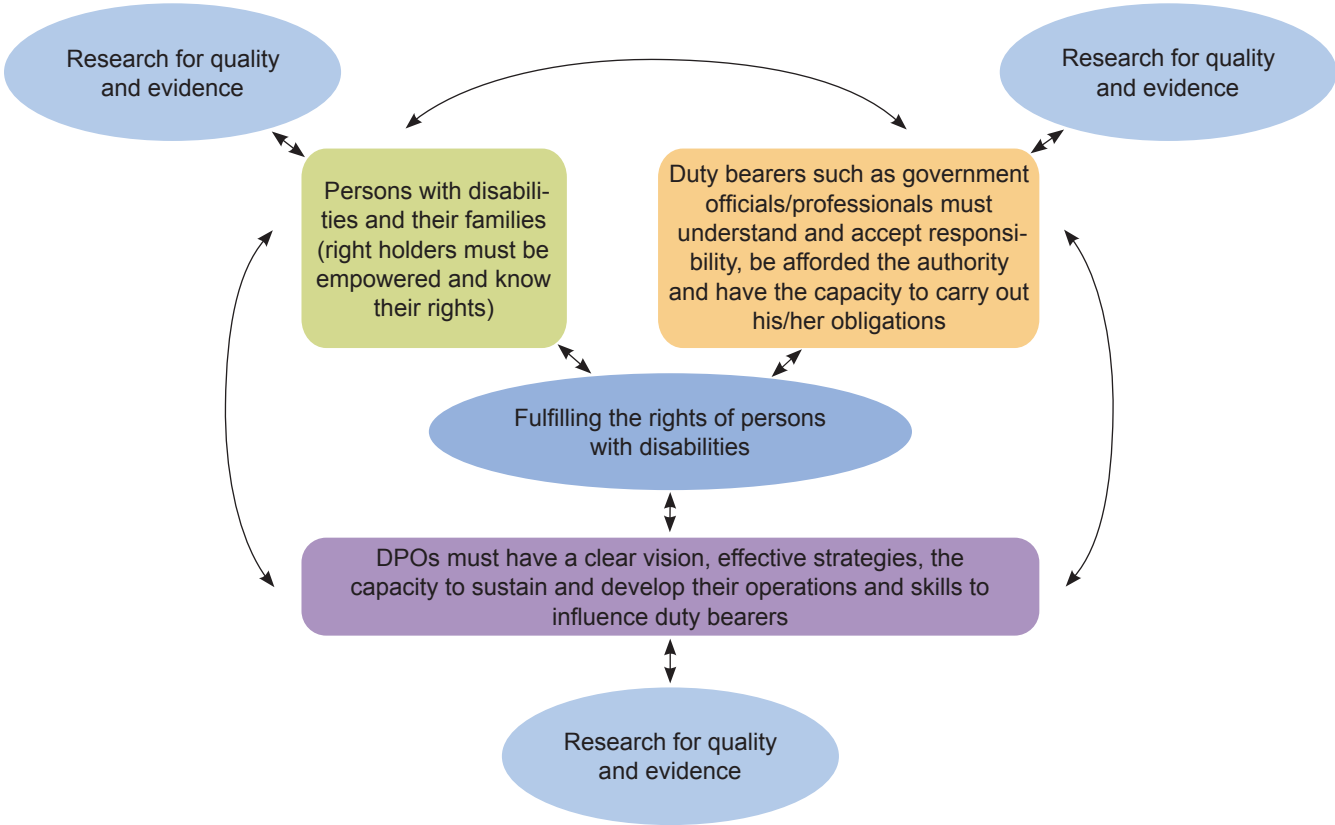 Research for quality
and evidence
Research for quality
and evidence
Persons with disabili-
ties and their families
(right holders must be
empowered and know
their rights)
Duty bearers such as government
officials/professionals must
understand and accept responsi-
bility, be afforded the authority
and have the capacity to carry out
his/her obligations
Fulfilling the rights of persons
with disabilities
DPOs must have a clear vision, effective strategies, the
capacity to sustain and develop their operations and skills to
influence duty bearers
Research for quality
and evidence